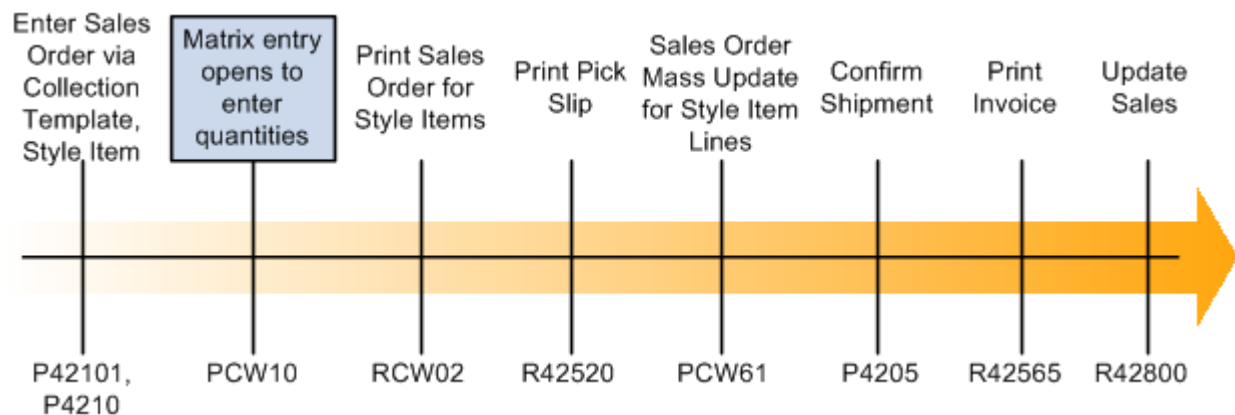 Enter Sales
Order via
Collection
Template,
Style Item
Matrix entry
opens to
enter
quantities
Print Sales
Order for
Style Items
Print Pick
Slip
Sales Order
Mass Update
for Style Item
Lines
Confirm
Shipment
Print
Invoice
Update
Sales
P42101,
P4210
PCW10
RCW02
R42520
PCW61
P4205
R42565
R42800